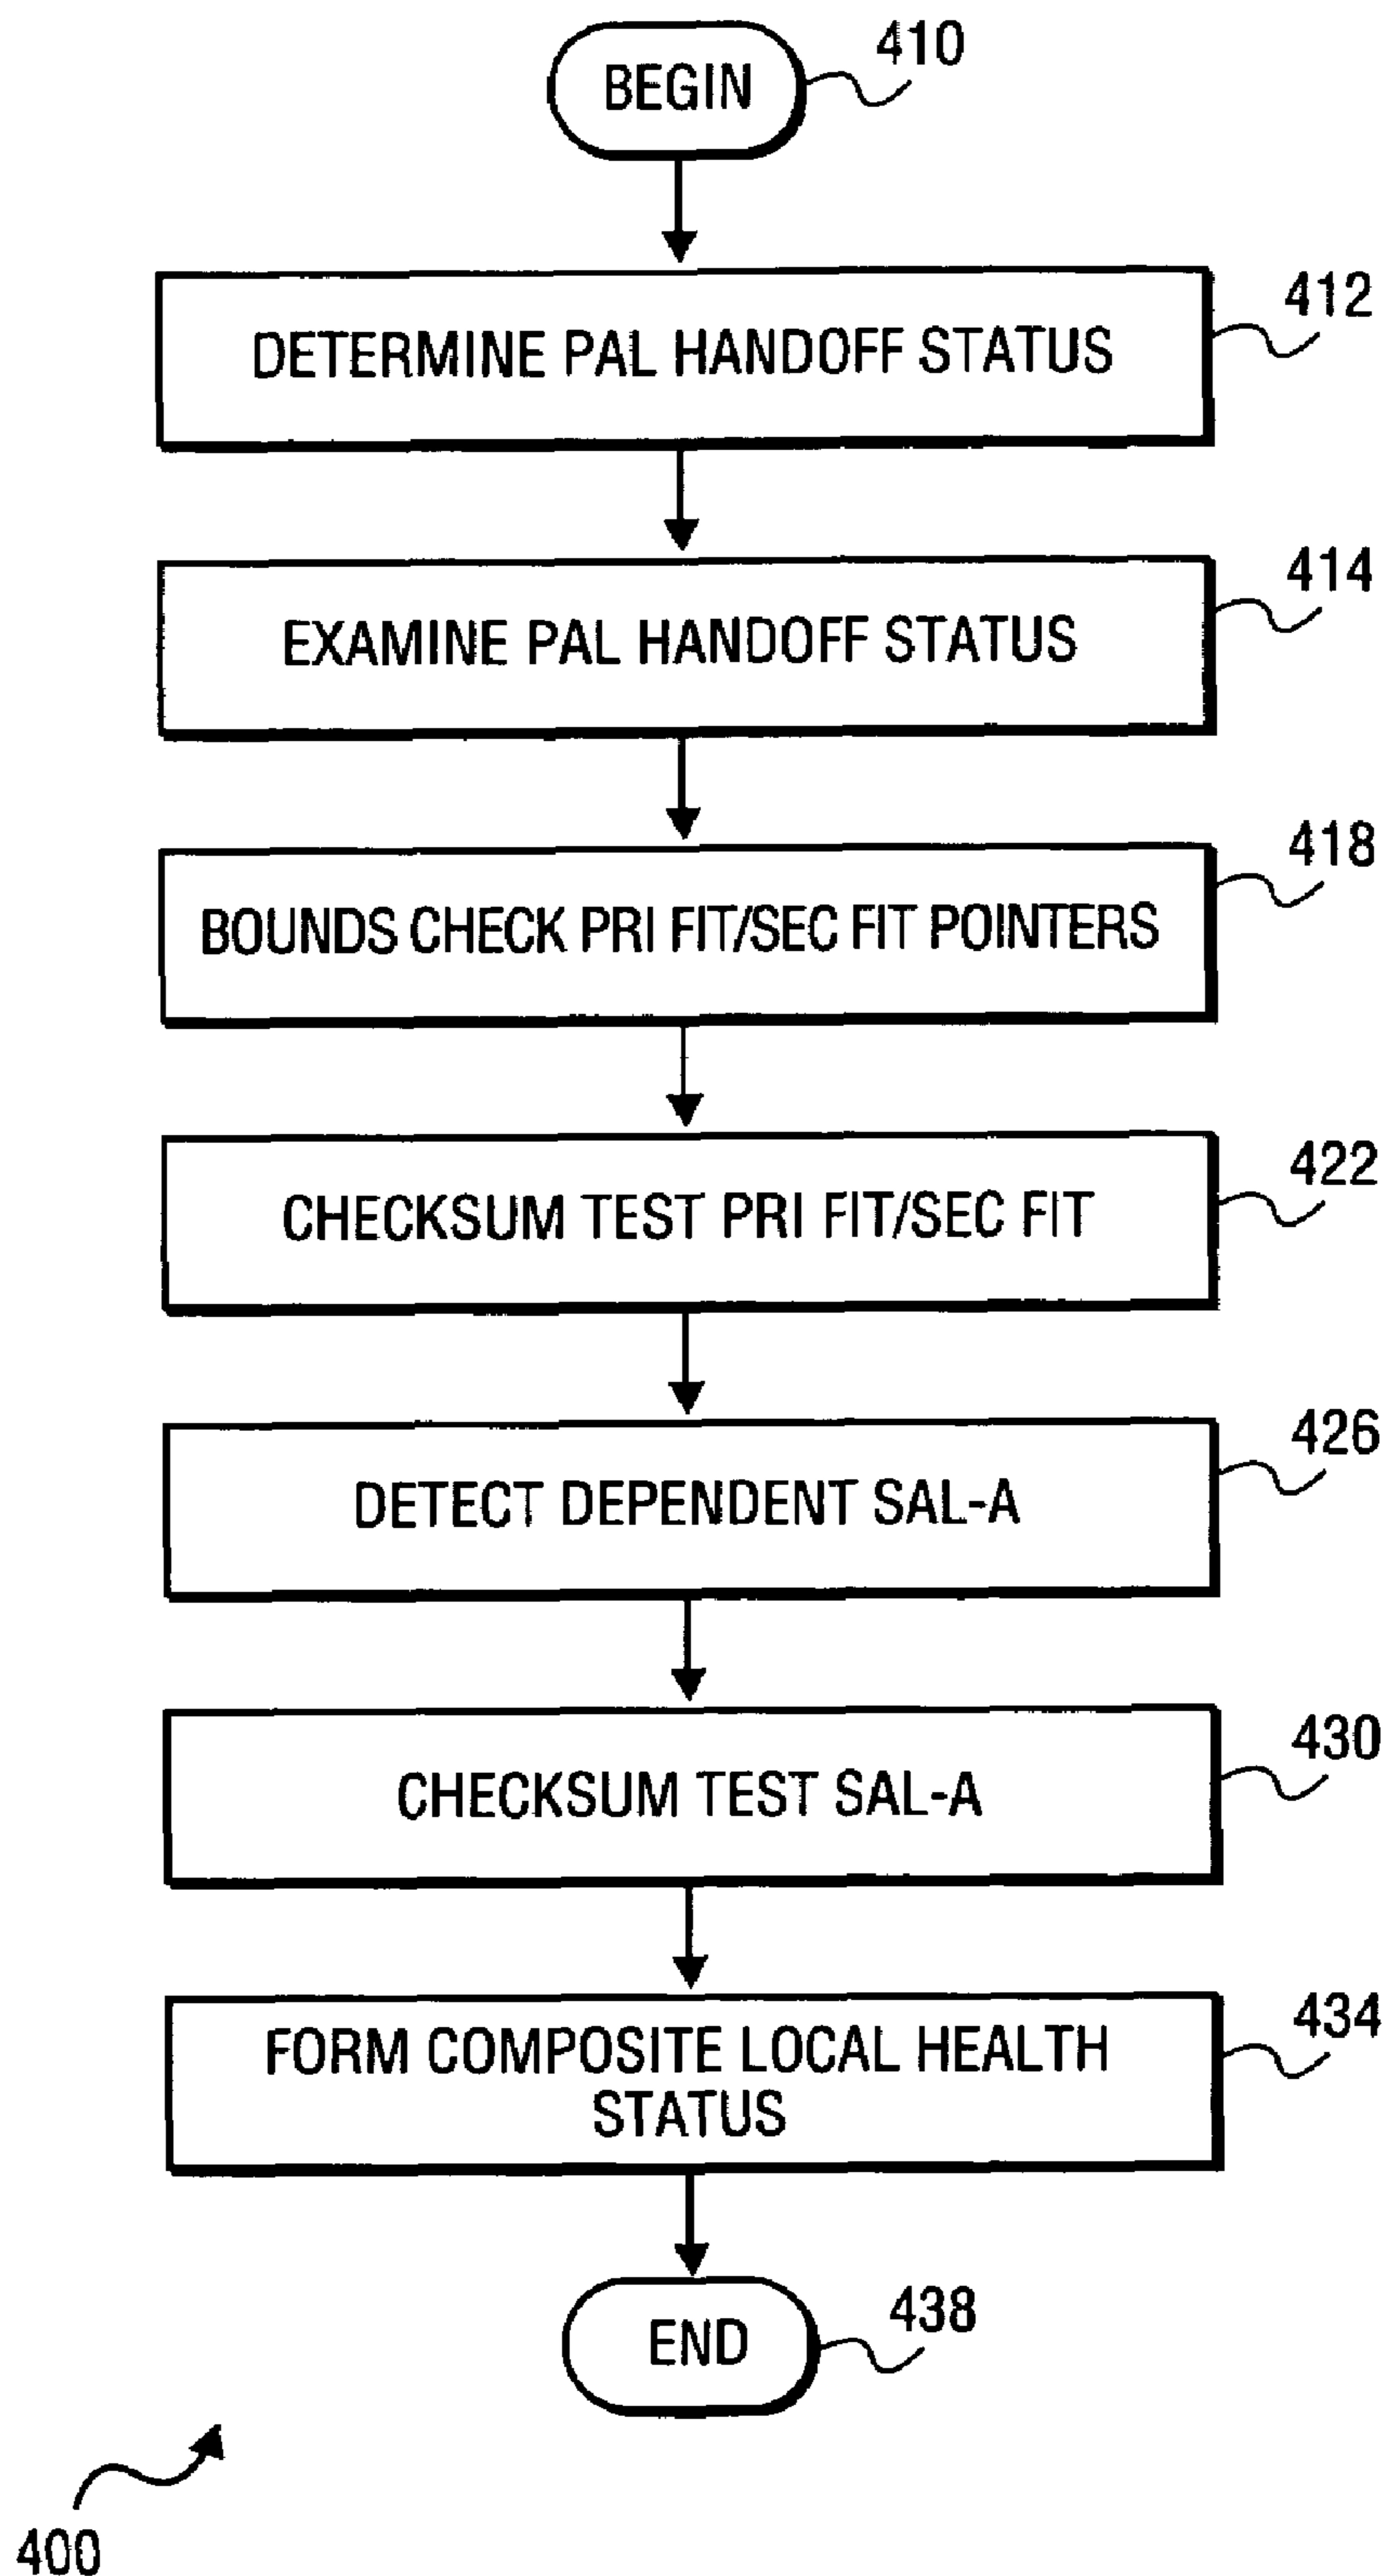 410
BEGIN
412
DETERMINE PAL HANDOFF STATUS
414
EXAMINE PAL HANDOFF STATUS
418
BOUNDS CHECK PRI FIT/SEC FIT POINTERS
422
CHECKSUM TEST PRI FIT/SEC FIT
426
DETECT DEPENDENT SAL-A
430
CHECKSUM TEST SAL-A
434
FORM COMPOSITE LOCAL HEALTH
STATUS
438
END
400